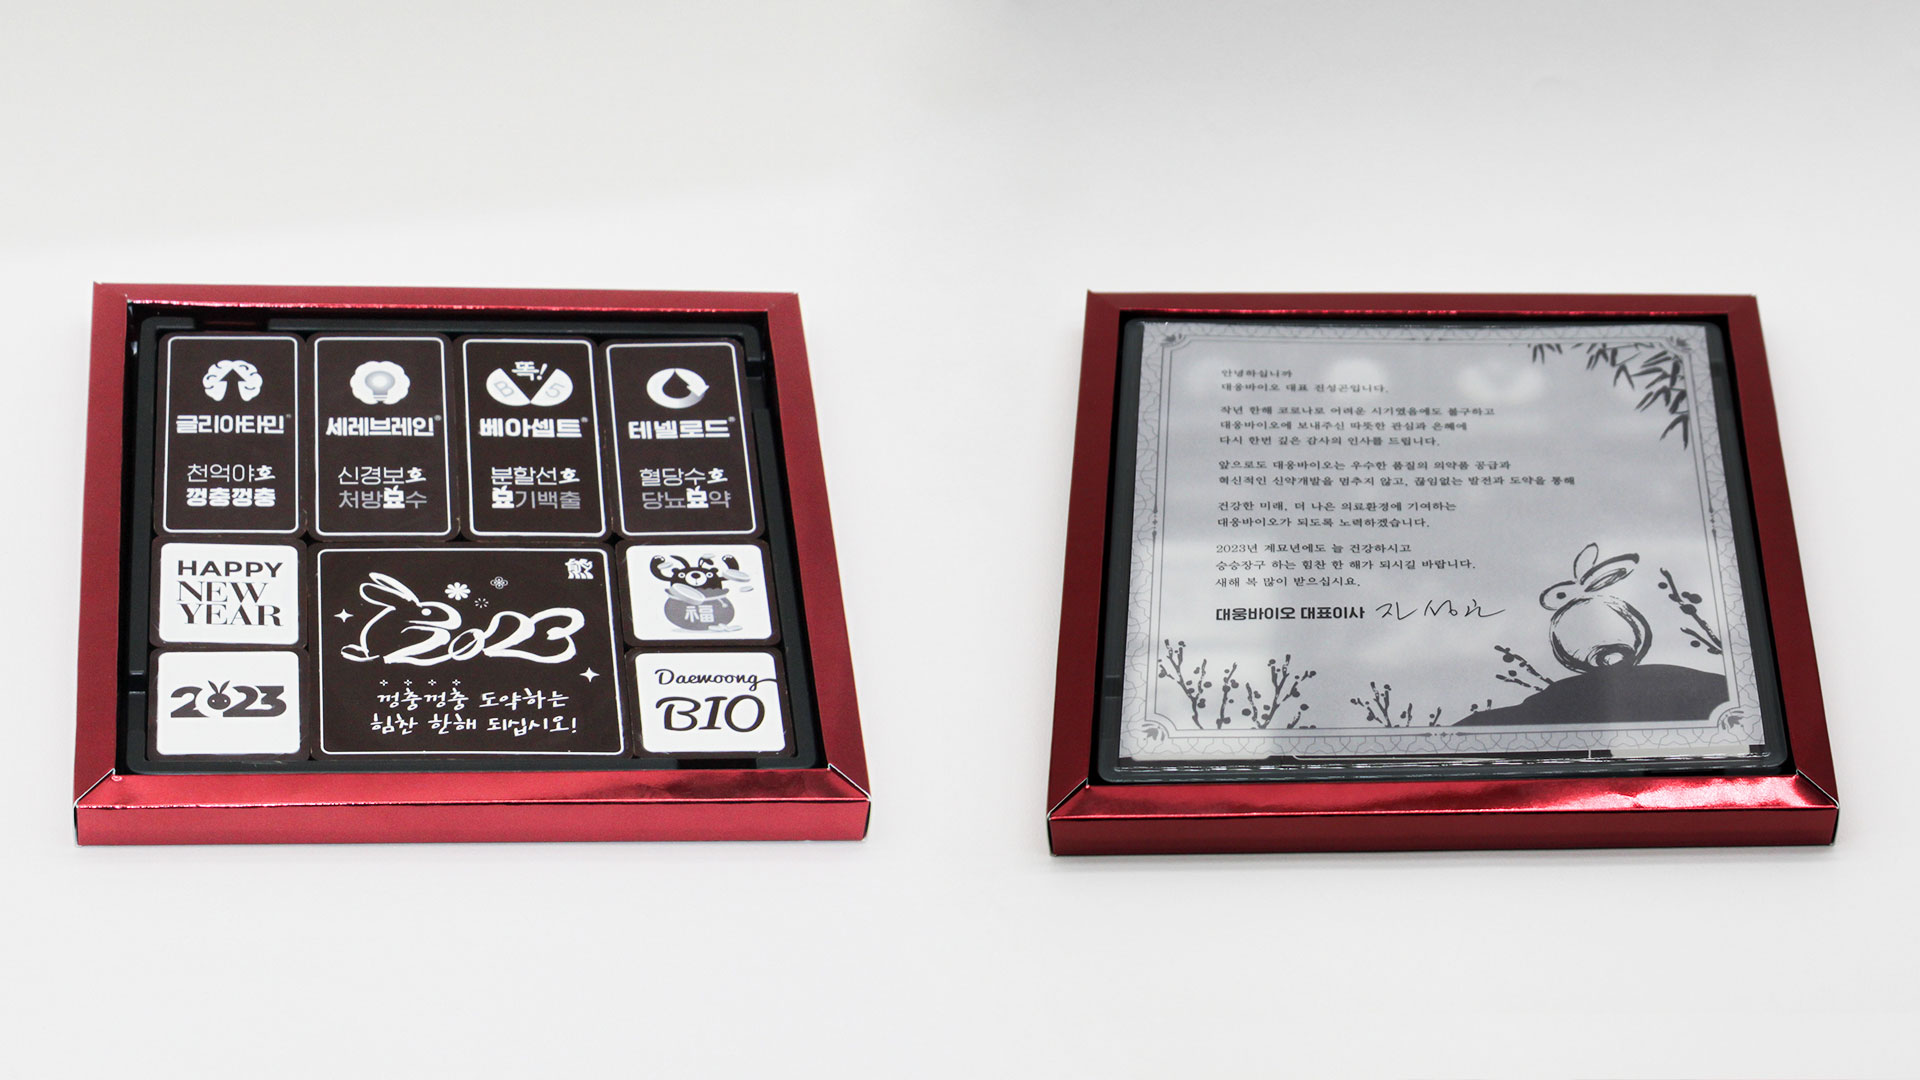 글리아타민®
천억야호
껑충껑충
세레브레인®
신경보호
처방묘수
똑!
B 5
베아셉트®
분할선호
묘기백출
테넬로드®
혈당수호
당뇨묘약
HAPPY
NEW
YEAR
2023
熊
2023
껑충껑충 도약하는
힘찬 한해 되십시오!
福
Daewoong
BIO
안녕하십니까
대웅바이오 대표 진성곤입니다.
작년 한해 코로나로 어려운 시기였음에도 불구하고
대웅바이오에 보내주신 따뜻한 관심과 은혜에
다시 한번 깊은 감사의 인사를 드립니다.
앞으로도 대웅바이오는 우수한 품질의 의약품 공급과
혁신적인 신약개발을 멈추지 않고, 끊임없는 발전과 도약을 통해
건강한 미래, 더 나은 의료환경에 기여하는
대웅바이오가 되도록 노력하겠습니다.
2023년 계묘년에도 늘 건강하시고
승승장구 하는 힘찬 한 해가 되시길 바랍니다.
새해 복 많이 받으십시요.
대웅바이오 대표이사 진성곤